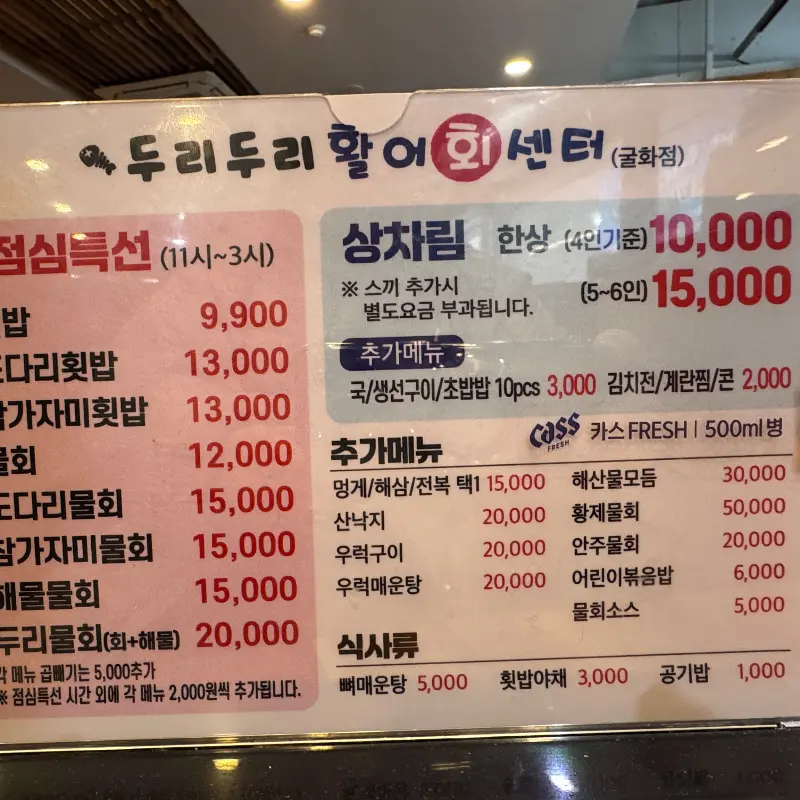 두리두리 활어회센터 (굴화점)
점심특선 (11시~3시)
밥 9,900
다리횟밥 13,000
가자미횟밥 13,000
회 12,000
다리물회 15,000
참가자미물회 15,000
해물물회 15,000
두리물회(회+해물) 20,000
각 메뉴 곱빼기는 5,000추가
※ 점심특선 시간 외에 각 메뉴 2,000원씩 추가됩니다.
상차림 한상 (4인기준) 10,000
※ 스끼 추가시 (5~6인) 15,000
별도요금 부과됩니다.
추가메뉴
국/생선구이/초밥밥 10pcs 3,000 김치전/계란찜/콘 2,000
Cass FRESH 카스 FRESH | 500ml 병
추가메뉴
멍게/해삼/전복 택1 15,000
산낙지 20,000
우럭구이 20,000
우럭매운탕 20,000
해산물모듬 30,000
황제물회 50,000
안주물회 20,000
어린이볶음밥 6,000
물회소스 5,000
식사류
뼈매운탕 5,000 횟밥야채 3,000 공기밥 1,000